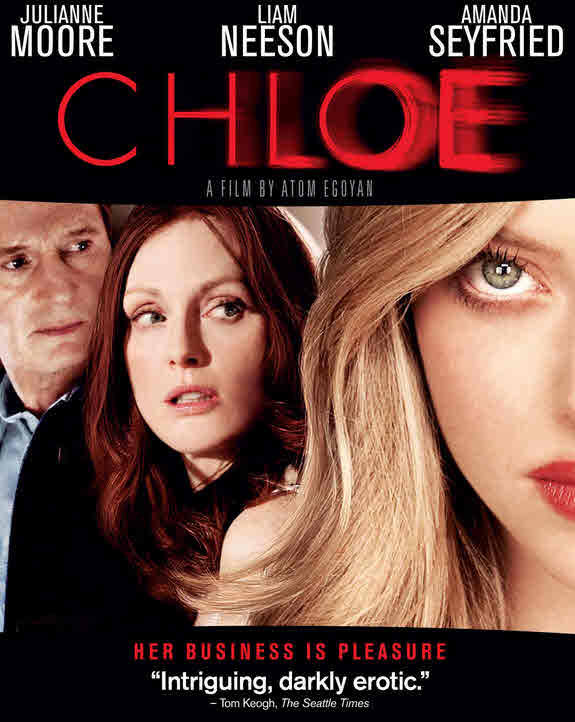 JULIANNE LIAM AMANDA
MOORE NEESON SEYFRIED
CHLOE
A FILM BY ATOM EGOYAN
HER BUSINESS IS PLEASURE
“Intriguing, darkly erotic.”
– Tom Keogh, The Seattle Times